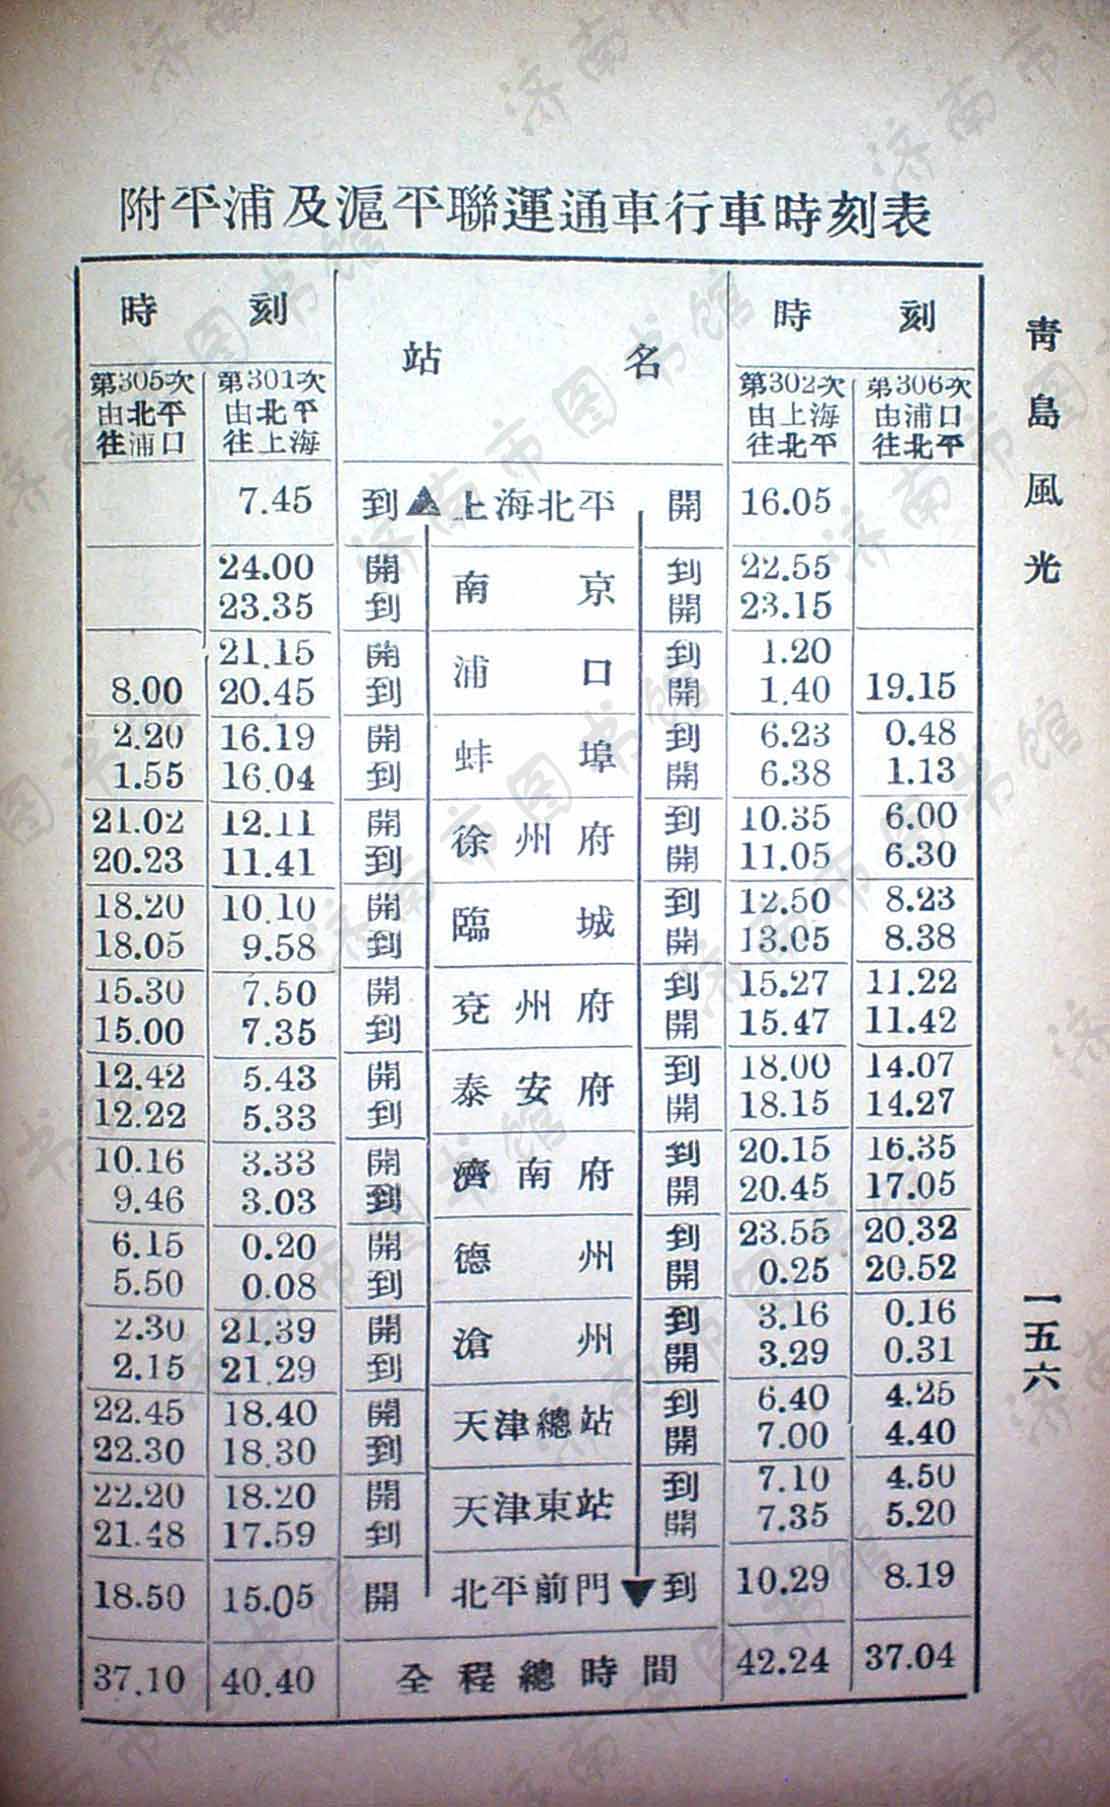 附平浦及滬平聯運通車行車時刻表
時 刻 站 名 時 刻
第305次 第301次 第302次 第306次
由北平 由北平 由上海 由浦口
往浦口 往上海 往北平 往北平
7.45 到 上海北平 開 16.05
24.00 開 南京 到 22.55
23.35 到 開 23.15
21.15 開 浦口 到 1.20
8.00 20.45 到 開 1.40 19.15
2.20 16.19 開 蚌埠 到 6.23 0.48
1.55 16.04 到 開 6.38 1.13
21.02 12.11 開 徐州府 到 10.35 6.00
20.23 11.41 到 開 11.05 6.30
18.20 10.10 開 臨城 到 12.50 8.23
18.05 9.58 到 開 13.05 8.38
15.30 7.50 開 兗州府 到 15.27 11.22
15.00 7.35 到 開 15.47 11.42
12.42 5.43 開 泰安府 到 18.00 14.07
12.22 5.33 到 開 18.15 14.27
10.16 3.33 開 濟南府 到 20.15 16.35
9.46 3.03 到 開 20.45 17.05
6.15 0.20 開 德州 到 23.55 20.32
5.50 0.08 到 開 0.25 20.52
2.30 21.39 開 滄州 到 3.16 0.16
2.15 21.29 到 開 3.29 0.31
22.45 18.40 開 天津總站 到 6.40 4.25
22.30 18.30 到 開 7.00 4.40
22.20 18.20 開 天津東站 到 7.10 4.50
21.48 17.59 到 開 7.35 5.20
18.50 15.05 開 北平前門 到 10.29 8.19
37.10 40.40 全程總時間 42.24 37.04
青島風光
一五六
济南市图书馆